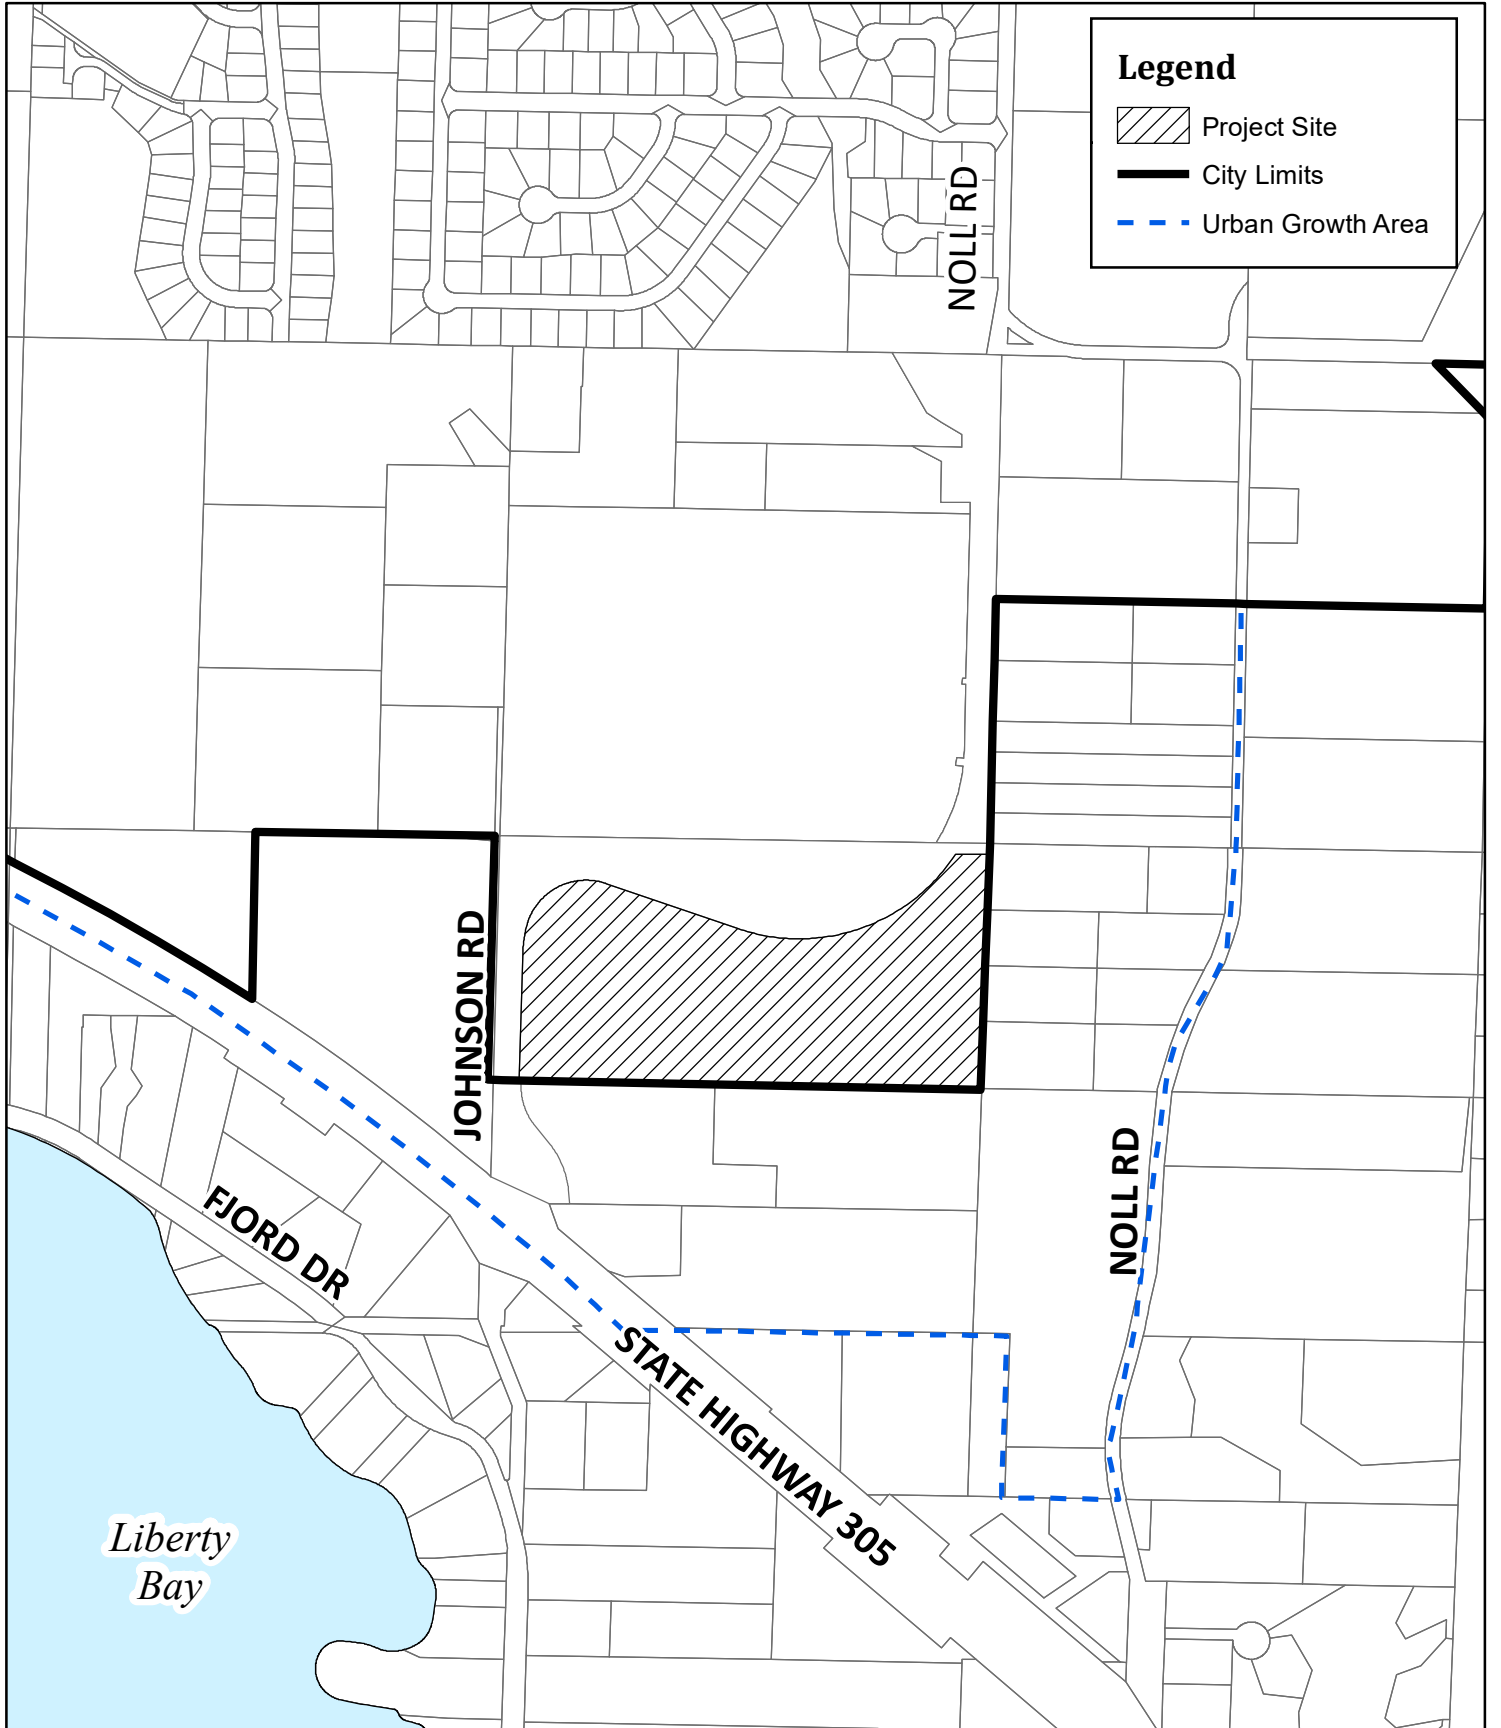 Legend
Project Site
City Limits
Urban Growth Area
NOLL RD
JOHNSON RD
NOLL RD
FJORD DR
STATE HIGHWAY 305
Liberty
Bay